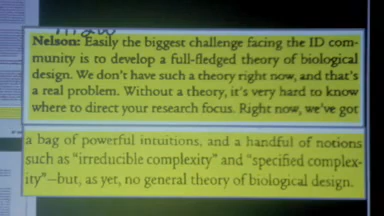 Nelson: Easily the biggest challenge facing the ID com-
munity is to develop a full-fledged theory of biological
design. We don't have such a theory right now, and that's
a real problem. Without a theory, it's very hard to know
where to direct your research focus. Right now, we've got
a bag of powerful intuitions, and a handful of notions
such as "irreducible complexity" and "specified complex-
ity"—but, as yet, no general theory of biological design.